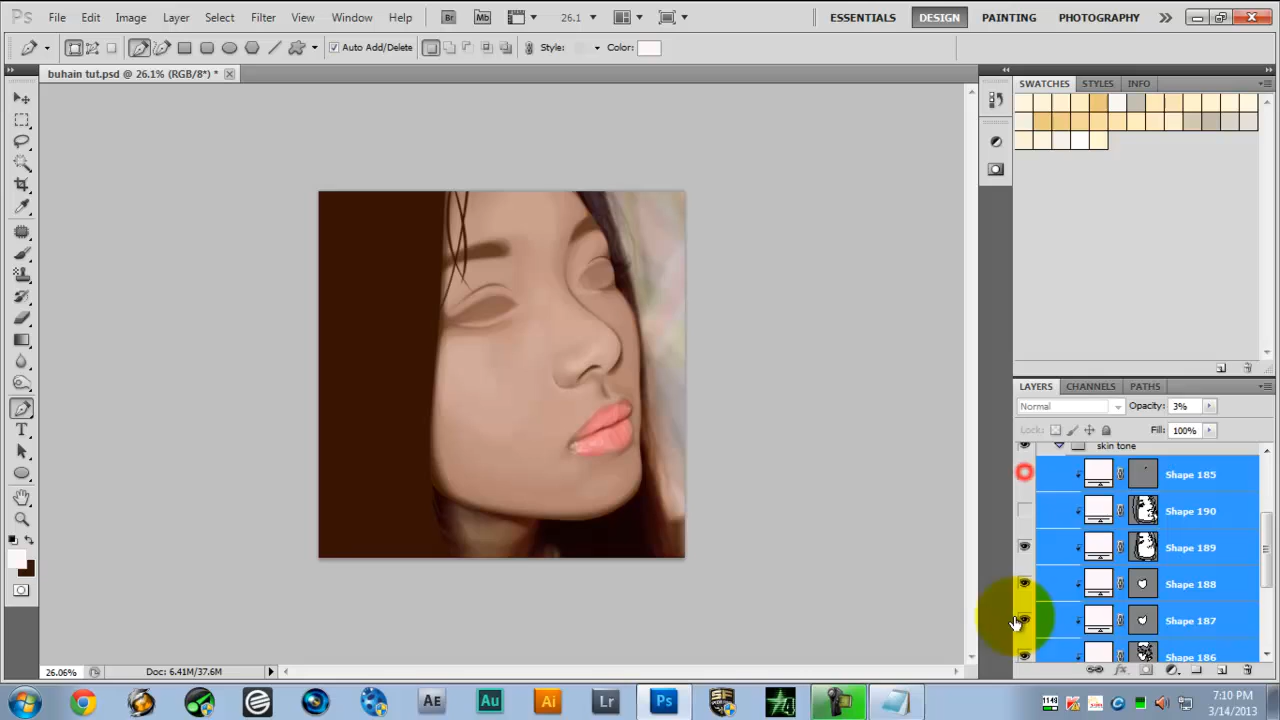 Ps File Edit Image Layer Select Filter View Window Help Br Mb 26.1 ESSENTIALS DESIGN PAINTING PHOTOGRAPHY
Auto Add/Delete Style: Color:
buhain tut.psd @ 26.1% (RGB/8*) *
SWATCHES STYLES INFO
LAYERS CHANNELS PATHS
Normal Opacity: 3%
Lock: Fill: 100%
skin tone
Shape 185
Shape 190
Shape 189
Shape 188
Shape 187
Shape 186
26.06% Doc: 6.41M/37.6M
Ae Au Ai Lr Ps
7:10 PM
3/14/2013